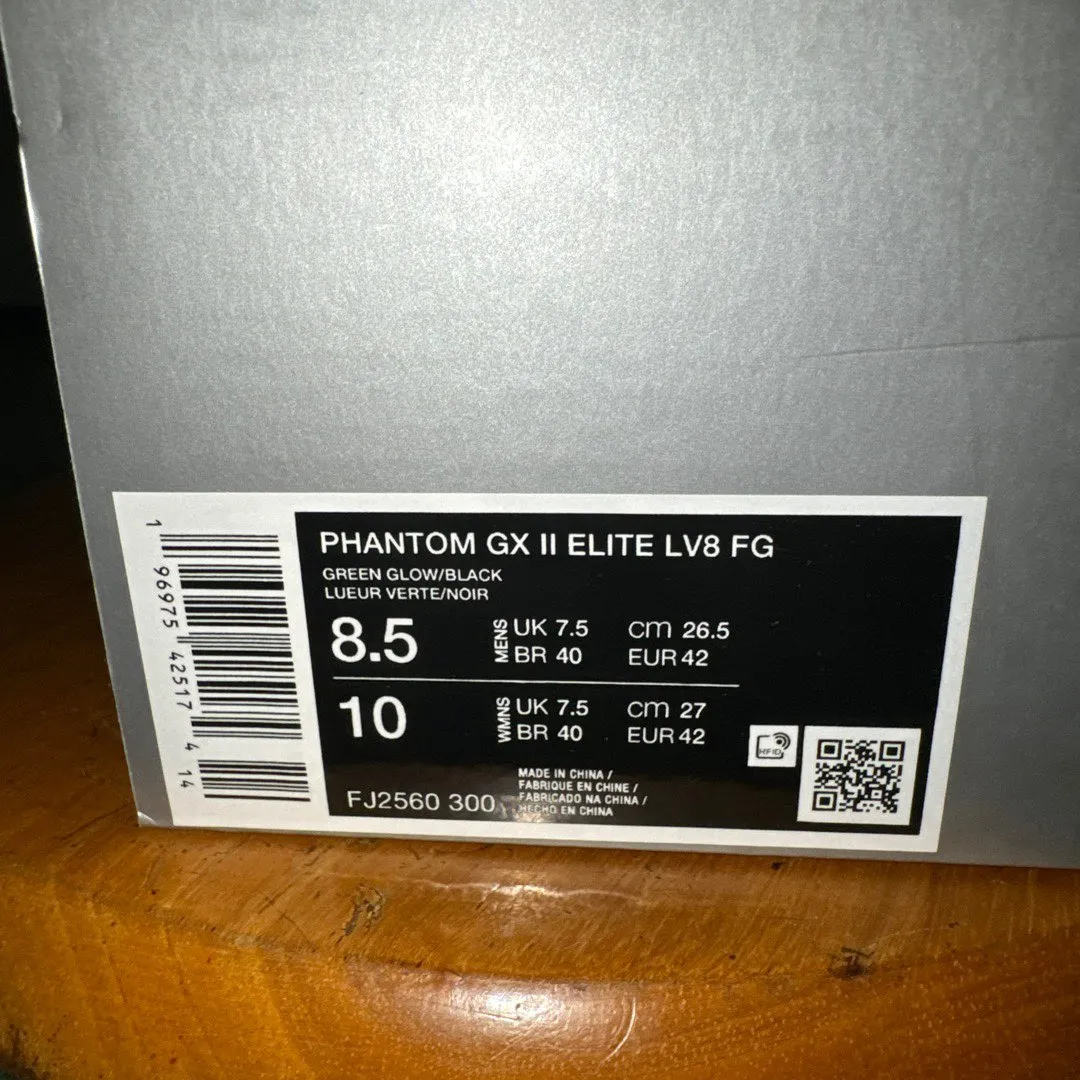 PHANTOM GX II ELITE LV8 FG
GREEN GLOW/BLACK
LUEUR VERTE/NOIR
8.5 MENS UK 7.5 cm 26.5
BR 40 EUR 42
10 WMNS UK 7.5 cm 27
BR 40 EUR 42
RFID
MADE IN CHINA /
FABRIQUE EN CHINE /
FABRICADO NA CHINA /
HECHO EN CHINA
FJ2560 300
1 96975 42517 4 14